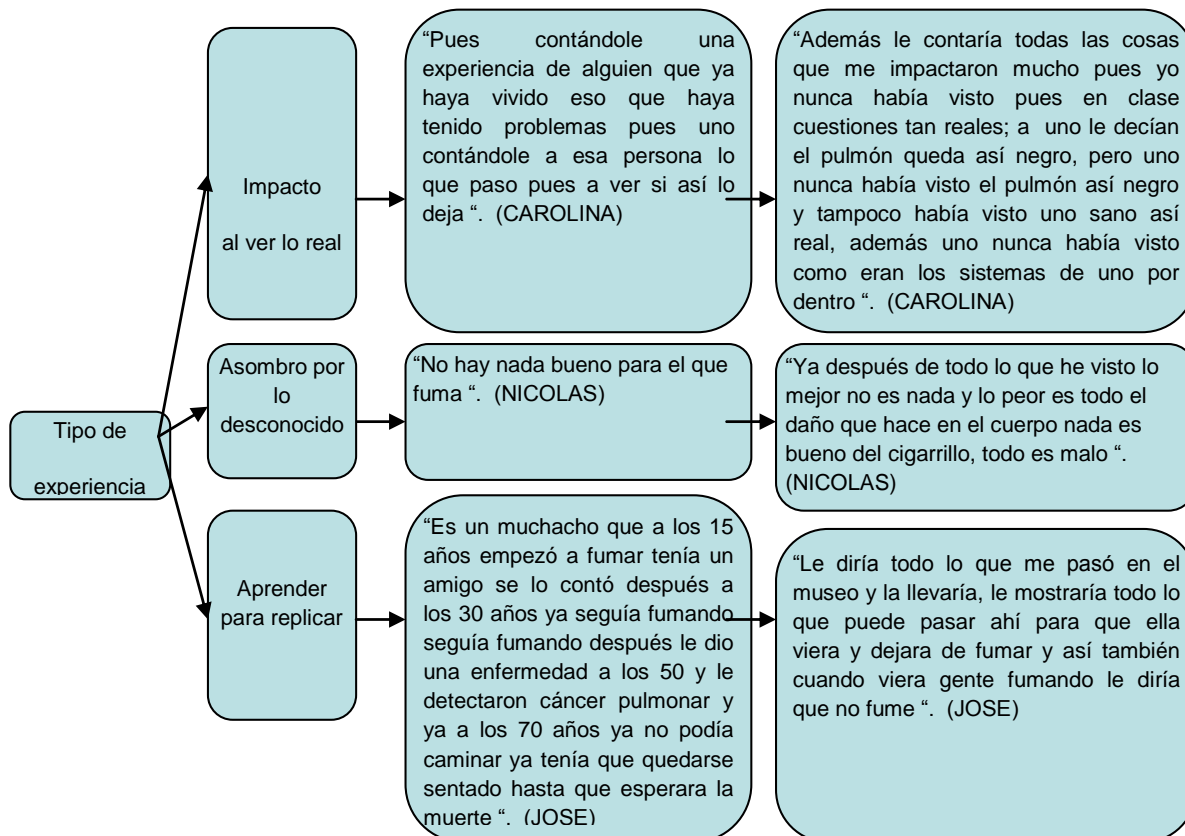 Tipo de
experiencia
Impacto
al ver lo real
“Pues contándole una
experiencia de alguien que ya
haya vivido eso que haya
tenido problemas pues uno
contándole a esa persona lo
que paso pues a ver si así lo
deja “. (CAROLINA)
“Además le contaría todas las cosas
que me impactaron mucho pues yo
nunca había visto pues en clase
cuestiones tan reales; a uno le decían
el pulmón queda así negro, pero uno
nunca había visto el pulmón así negro
y tampoco había visto uno sano así
real, además uno nunca había visto
como eran los sistemas de uno por
dentro “. (CAROLINA)
Asombro por
lo
desconocido
“No hay nada bueno para el que
fuma “. (NICOLAS)
“Ya después de todo lo que he visto lo
mejor no es nada y lo peor es todo el
daño que hace en el cuerpo nada es
bueno del cigarrillo, todo es malo “.
(NICOLAS)
Aprender
para replicar
“Es un muchacho que a los 15
años empezó a fumar tenía un
amigo se lo contó después a
los 30 años ya seguía fumando
seguía fumando después le dio
una enfermedad a los 50 y le
detectaron cáncer pulmonar y
ya a los 70 años ya no podía
caminar ya tenía que quedarse
sentado hasta que esperara la
muerte “. (JOSE)
“Le diría todo lo que me pasó en el
museo y la llevaría, le mostraría todo lo
que puede pasar ahí para que ella
viera y dejara de fumar y así también
cuando viera gente fumando le diría
que no fume “. (JOSE)